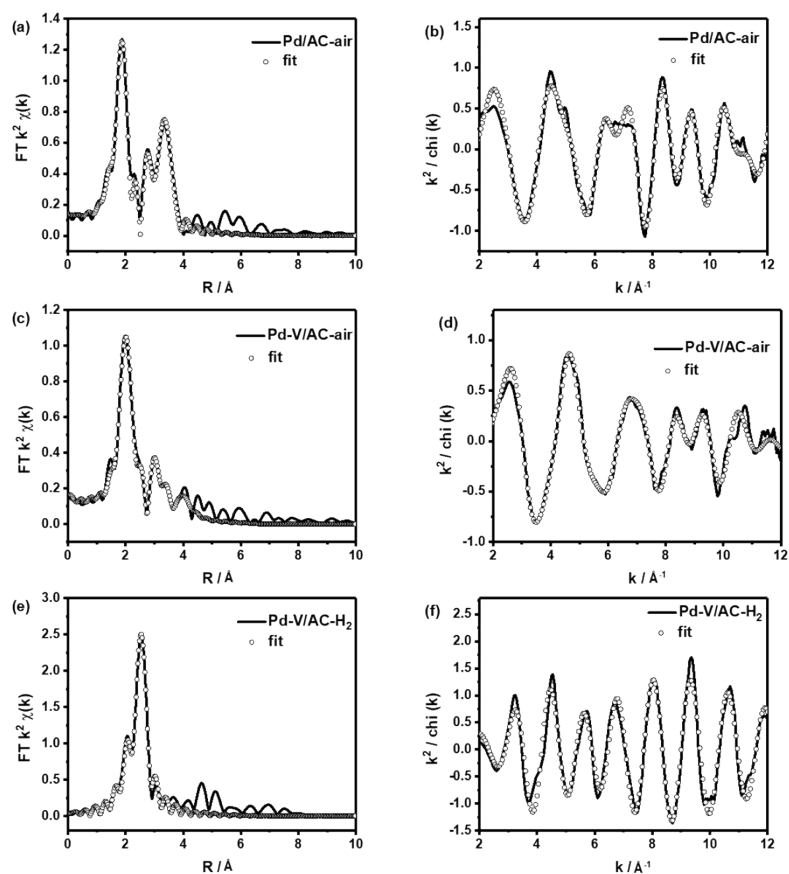 (a)
Pd/AC-air
fit
FT k² χ(k)
1.4
1.2
1.0
0.8
0.6
0.4
0.2
0.0
0 2 4 6 8 10
R / Å
(b)
Pd/AC-air
fit
k² / chi (k)
1.5
1.0
0.5
0.0
-0.5
-1.0
2 4 6 8 10 12
k / Å⁻¹
(c)
Pd-V/AC-air
fit
FT k² χ(k)
1.2
1.0
0.8
0.6
0.4
0.2
0.0
0 2 4 6 8 10
R / Å
(d)
Pd-V/AC-air
fit
k² / chi (k)
1.0
0.5
0.0
-0.5
-1.0
2 4 6 8 10 12
k / Å⁻¹
(e)
Pd-V/AC-H₂
fit
FT k² χ(k)
3.0
2.5
2.0
1.5
1.0
0.5
0.0
0 2 4 6 8 10
R / Å
(f)
Pd-V/AC-H₂
fit
k² / chi (k)
2.5
2.0
1.5
1.0
0.5
0.0
-0.5
-1.0
-1.5
2 4 6 8 10 12
k / Å⁻¹